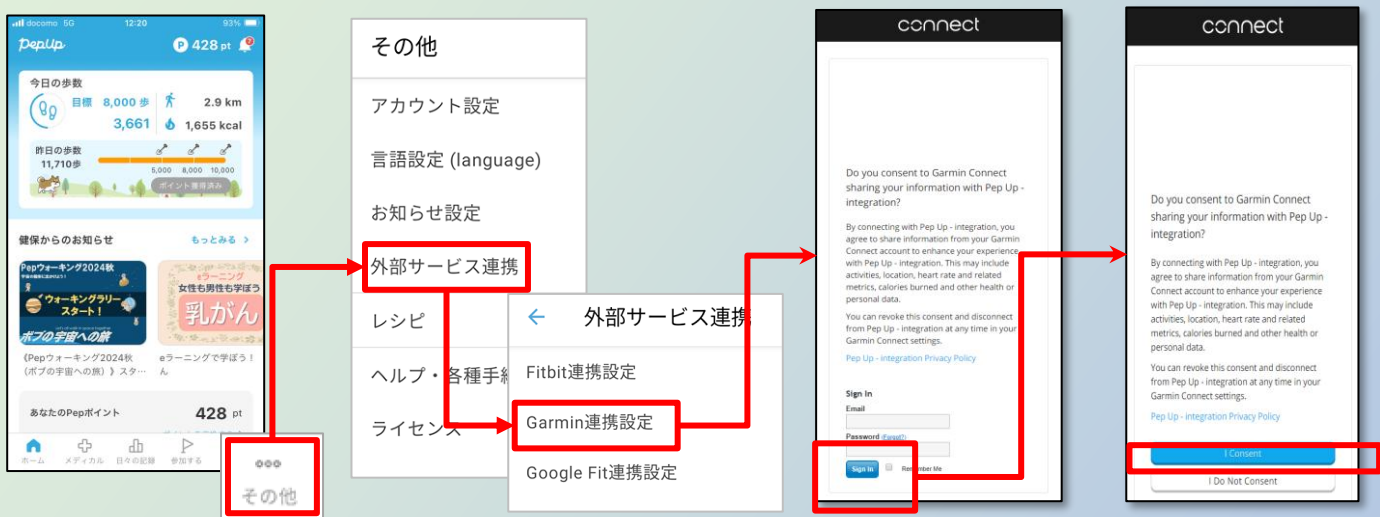 docomo 5G 12:20 93%
PepUp
P 428 pt
今日の歩数
目標 8,000 歩 2.9 km
3,661 1,655 kcal
昨日の歩数
11,710歩
5,000 8,000 10,000
ポイント獲得済み
健保からのお知らせ もっとみる >
Pepウォーキング2024秋
ウォーキングラリー
スタート!
ボブの宇宙への旅
eラーニング
女性も男性も学ぼう
乳がん
《Pepウォーキング2024秋
(ボブの宇宙への旅) 》スタ…
eラーニングで学ぼう!
ん
あなたのPepポイント 428 pt
ホーム メディカル 日々の記録 参加する
その他
その他
アカウント設定
言語設定 (language)
お知らせ設定
外部サービス連携
レシピ
ヘルプ・各種手続
ライセンス
← 外部サービス連携
Fitbit連携設定
Garmin連携設定
Google Fit連携設定
connect
Do you consent to Garmin Connect
sharing your information with Pep Up -
integration?
By connecting with Pep Up - integration, you
agree to share information from your Garmin
Connect account to enhance your experience
with Pep Up - integration. This may include
activities, location, heart rate and related
metrics, calories burned and other health or
personal data.
You can revoke this consent and disconnect
from Pep Up - integration at any time in your
Garmin Connect settings.
Pep Up - integration Privacy Policy
Sign In
Email
Password (Forgot?)
Sign In Remember Me
connect
Do you consent to Garmin Connect
sharing your information with Pep Up -
integration?
By connecting with Pep Up - integration, you
agree to share information from your Garmin
Connect account to enhance your experience
with Pep Up - integration. This may include
activities, location, heart rate and related
metrics, calories burned and other health or
personal data.
You can revoke this consent and disconnect
from Pep Up - integration at any time in your
Garmin Connect settings.
Pep Up - integration Privacy Policy
I Consent
I Do Not Consent